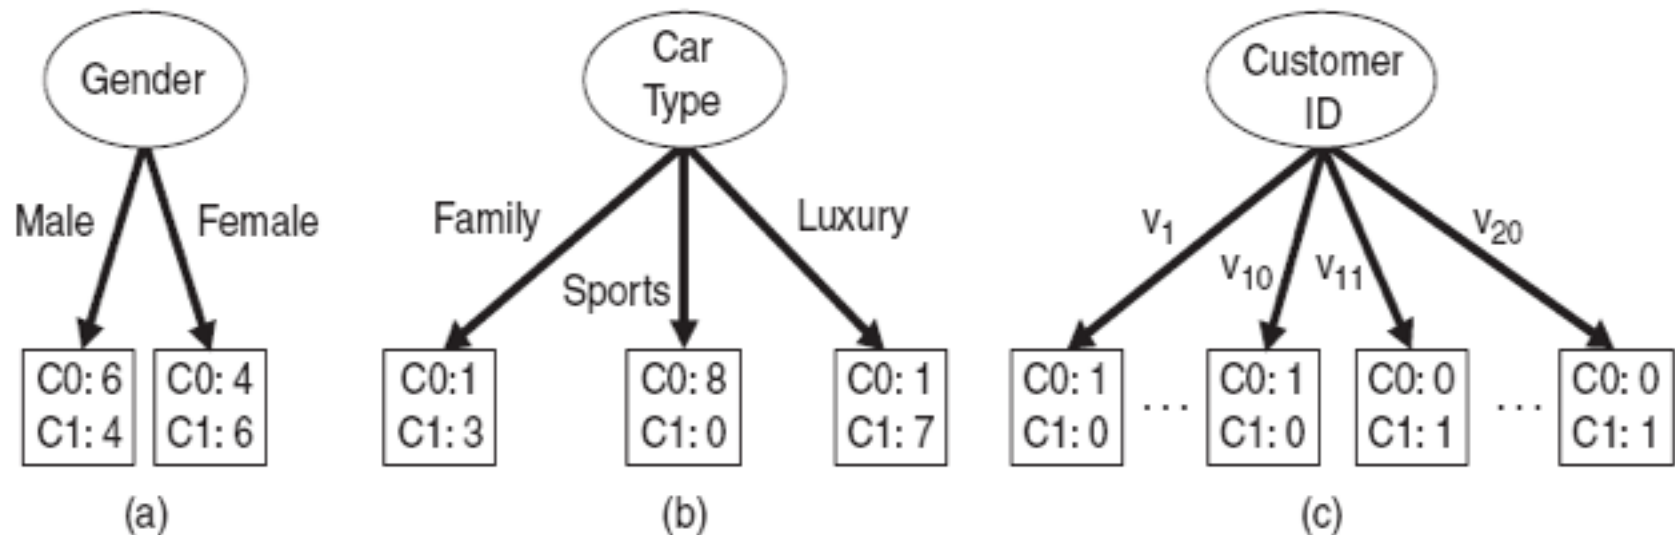 Gender
Car
Type
Customer
ID
Male
Female
Family
Sports
Luxury
v1
v10
v11
v20
C0: 6
C1: 4
C0: 4
C1: 6
C0:1
C1: 3
C0: 8
C1: 0
C0: 1
C1: 7
C0: 1
C1: 0
...
C0: 1
C1: 0
C0: 0
C1: 1
...
C0: 0
C1: 1
(a)
(b)
(c)